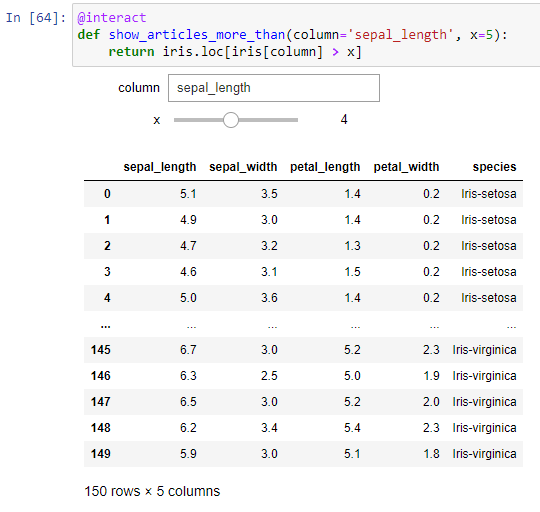 In [64]: @interact
def show_articles_more_than(column='sepal_length', x=5):
    return iris.loc[iris[column] > x]
column sepal_length
x 4
sepal_length sepal_width petal_length petal_width species
0 5.1 3.5 1.4 0.2 Iris-setosa
1 4.9 3.0 1.4 0.2 Iris-setosa
2 4.7 3.2 1.3 0.2 Iris-setosa
3 4.6 3.1 1.5 0.2 Iris-setosa
4 5.0 3.6 1.4 0.2 Iris-setosa
... ... ... ... ... ...
145 6.7 3.0 5.2 2.3 Iris-virginica
146 6.3 2.5 5.0 1.9 Iris-virginica
147 6.5 3.0 5.2 2.0 Iris-virginica
148 6.2 3.4 5.4 2.3 Iris-virginica
149 5.9 3.0 5.1 1.8 Iris-virginica
150 rows × 5 columns